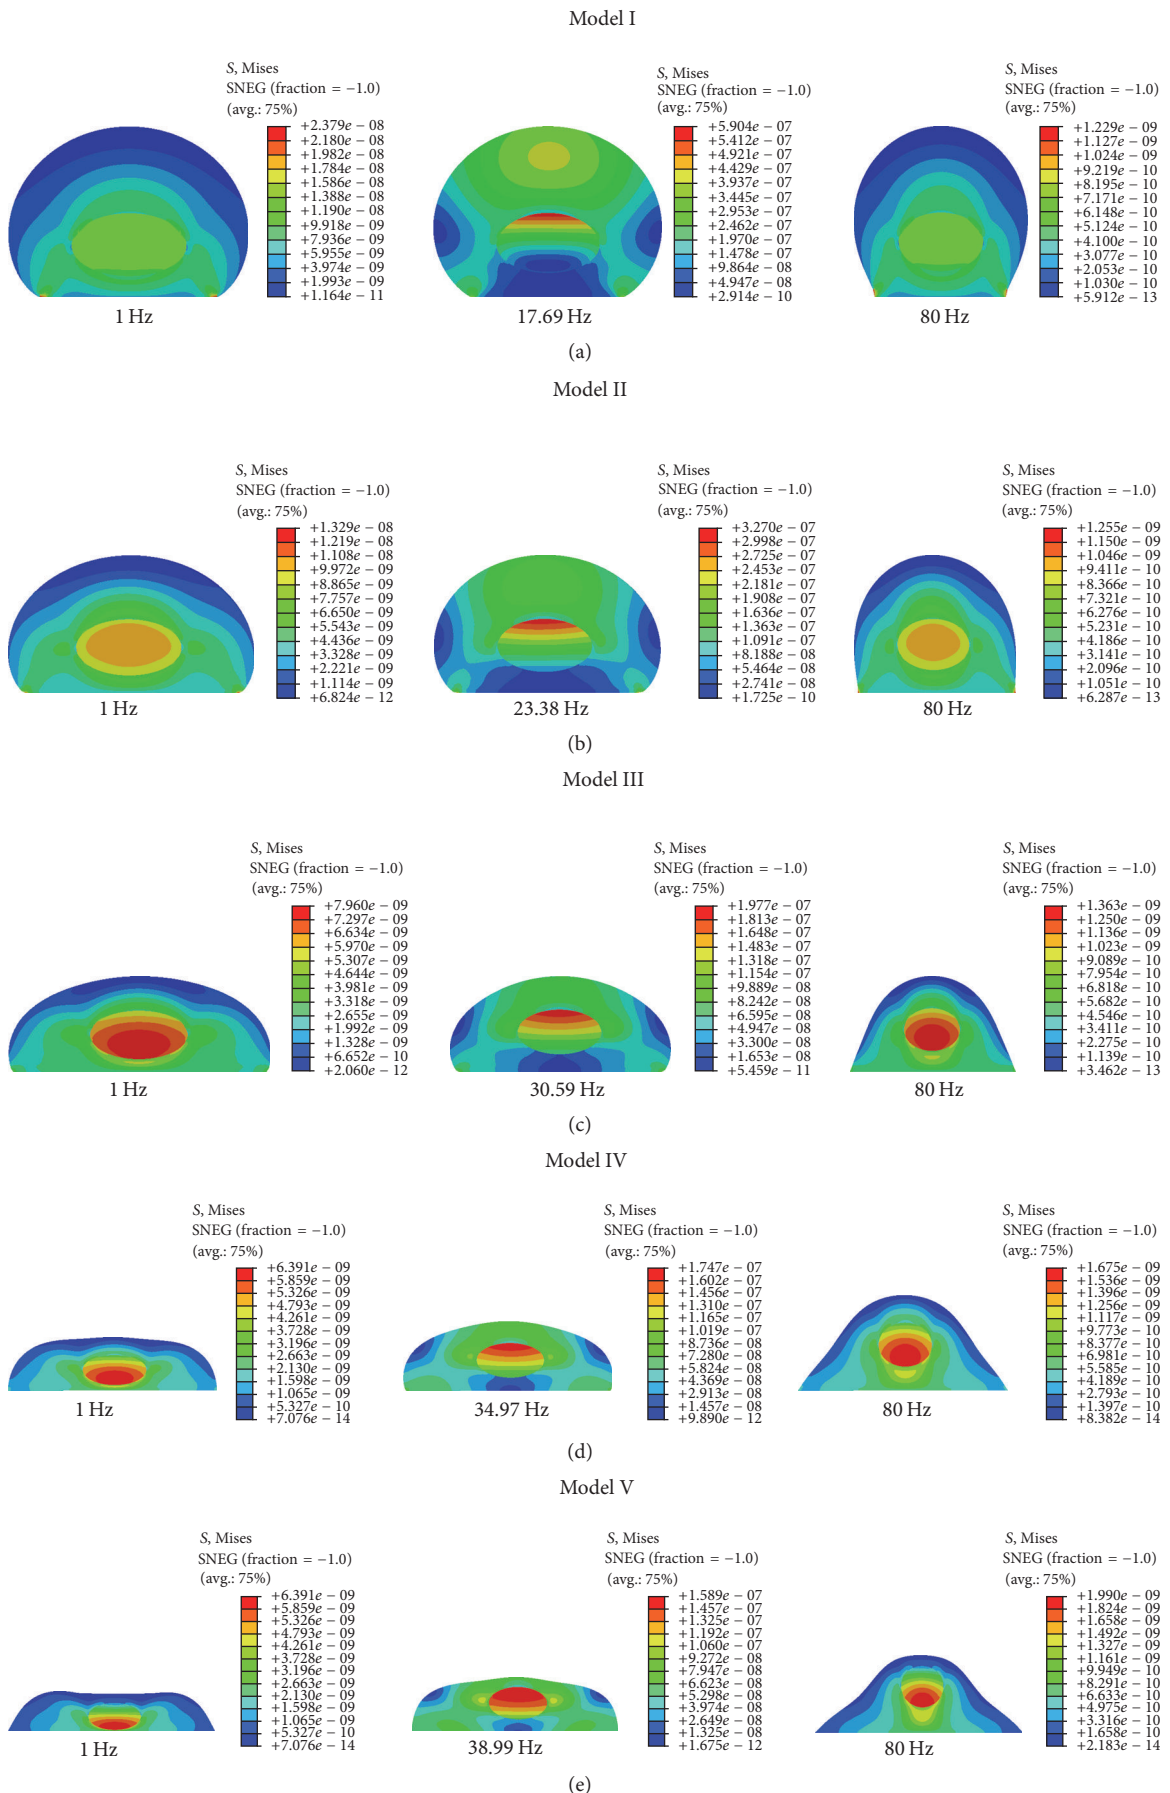 Model I
S, Mises
SNEG (fraction = −1.0)
(avg.: 75%)
+2.379e − 08
+2.180e − 08
+1.982e − 08
+1.784e − 08
+1.586e − 08
+1.388e − 08
+1.190e − 08
+9.918e − 09
+7.936e − 09
+5.955e − 09
+3.974e − 09
+1.993e − 09
+1.164e − 11
1 Hz
S, Mises
SNEG (fraction = −1.0)
(avg.: 75%)
+5.904e − 07
+5.412e − 07
+4.921e − 07
+4.429e − 07
+3.937e − 07
+3.445e − 07
+2.953e − 07
+2.462e − 07
+1.970e − 07
+1.478e − 07
+9.864e − 08
+4.947e − 08
+2.914e − 10
17.69 Hz
S, Mises
SNEG (fraction = −1.0)
(avg.: 75%)
+1.229e − 09
+1.127e − 09
+1.024e − 09
+9.219e − 10
+8.195e − 10
+7.171e − 10
+6.148e − 10
+5.124e − 10
+4.100e − 10
+3.077e − 10
+2.053e − 10
+1.030e − 10
+5.912e − 13
80 Hz
(a)
Model II
S, Mises
SNEG (fraction = −1.0)
(avg.: 75%)
+1.329e − 08
+1.219e − 08
+1.108e − 08
+9.972e − 09
+8.865e − 09
+7.757e − 09
+6.650e − 09
+5.543e − 09
+4.436e − 09
+3.328e − 09
+2.221e − 09
+1.114e − 09
+6.824e − 12
1 Hz
S, Mises
SNEG (fraction = −1.0)
(avg.: 75%)
+3.270e − 07
+2.998e − 07
+2.725e − 07
+2.453e − 07
+2.181e − 07
+1.908e − 07
+1.636e − 07
+1.363e − 07
+1.091e − 07
+8.188e − 08
+5.464e − 08
+2.741e − 08
+1.725e − 10
23.38 Hz
S, Mises
SNEG (fraction = −1.0)
(avg.: 75%)
+1.255e − 09
+1.150e − 09
+1.046e − 09
+9.411e − 10
+8.366e − 10
+7.321e − 10
+6.276e − 10
+5.231e − 10
+4.186e − 10
+3.141e − 10
+2.096e − 10
+1.051e − 10
+6.287e − 13
80 Hz
(b)
Model III
S, Mises
SNEG (fraction = −1.0)
(avg.: 75%)
+7.960e − 09
+7.297e − 09
+6.634e − 09
+5.970e − 09
+5.307e − 09
+4.644e − 09
+3.981e − 09
+3.318e − 09
+2.655e − 09
+1.992e − 09
+1.328e − 09
+6.652e − 10
+2.060e − 12
1 Hz
S, Mises
SNEG (fraction = −1.0)
(avg.: 75%)
+1.977e − 07
+1.813e − 07
+1.648e − 07
+1.483e − 07
+1.318e − 07
+1.154e − 07
+9.889e − 08
+8.242e − 08
+6.595e − 08
+4.947e − 08
+3.300e − 08
+1.653e − 08
+5.459e − 11
30.59 Hz
S, Mises
SNEG (fraction = −1.0)
(avg.: 75%)
+1.363e − 09
+1.250e − 09
+1.136e − 09
+1.023e − 09
+9.089e − 10
+7.954e − 10
+6.818e − 10
+5.682e − 10
+4.546e − 10
+3.411e − 10
+2.275e − 10
+1.139e − 10
+3.462e − 13
80 Hz
(c)
Model IV
S, Mises
SNEG (fraction = −1.0)
(avg.: 75%)
+6.391e − 09
+5.859e − 09
+5.326e − 09
+4.793e − 09
+4.261e − 09
+3.728e − 09
+3.196e − 09
+2.663e − 09
+2.130e − 09
+1.598e − 09
+1.065e − 09
+5.327e − 10
+7.076e − 14
1 Hz
S, Mises
SNEG (fraction = −1.0)
(avg.: 75%)
+1.747e − 07
+1.602e − 07
+1.456e − 07
+1.310e − 07
+1.165e − 07
+1.019e − 07
+8.736e − 08
+7.280e − 08
+5.824e − 08
+4.369e − 08
+2.913e − 08
+1.457e − 08
+9.890e − 12
34.97 Hz
S, Mises
SNEG (fraction = −1.0)
(avg.: 75%)
+1.675e − 09
+1.536e − 09
+1.396e − 09
+1.256e − 09
+1.117e − 09
+9.773e − 10
+8.377e − 10
+6.981e − 10
+5.585e − 10
+4.189e − 10
+2.793e − 10
+1.397e − 10
+8.382e − 14
80 Hz
(d)
Model V
S, Mises
SNEG (fraction = −1.0)
(avg.: 75%)
+6.391e − 09
+5.859e − 09
+5.326e − 09
+4.793e − 09
+4.261e − 09
+3.728e − 09
+3.196e − 09
+2.663e − 09
+2.130e − 09
+1.598e − 09
+1.065e − 09
+5.327e − 10
+7.076e − 14
1 Hz
S, Mises
SNEG (fraction = −1.0)
(avg.: 75%)
+1.589e − 07
+1.457e − 07
+1.325e − 07
+1.192e − 07
+1.060e − 07
+9.272e − 08
+7.947e − 08
+6.623e − 08
+5.298e − 08
+3.974e − 08
+2.649e − 08
+1.325e − 08
+1.675e − 12
38.99 Hz
S, Mises
SNEG (fraction = −1.0)
(avg.: 75%)
+1.990e − 09
+1.824e − 09
+1.658e − 09
+1.492e − 09
+1.327e − 09
+1.161e − 09
+9.949e − 10
+8.291e − 10
+6.633e − 10
+4.975e − 10
+3.316e − 10
+1.658e − 10
+2.183e − 14
80 Hz
(e)